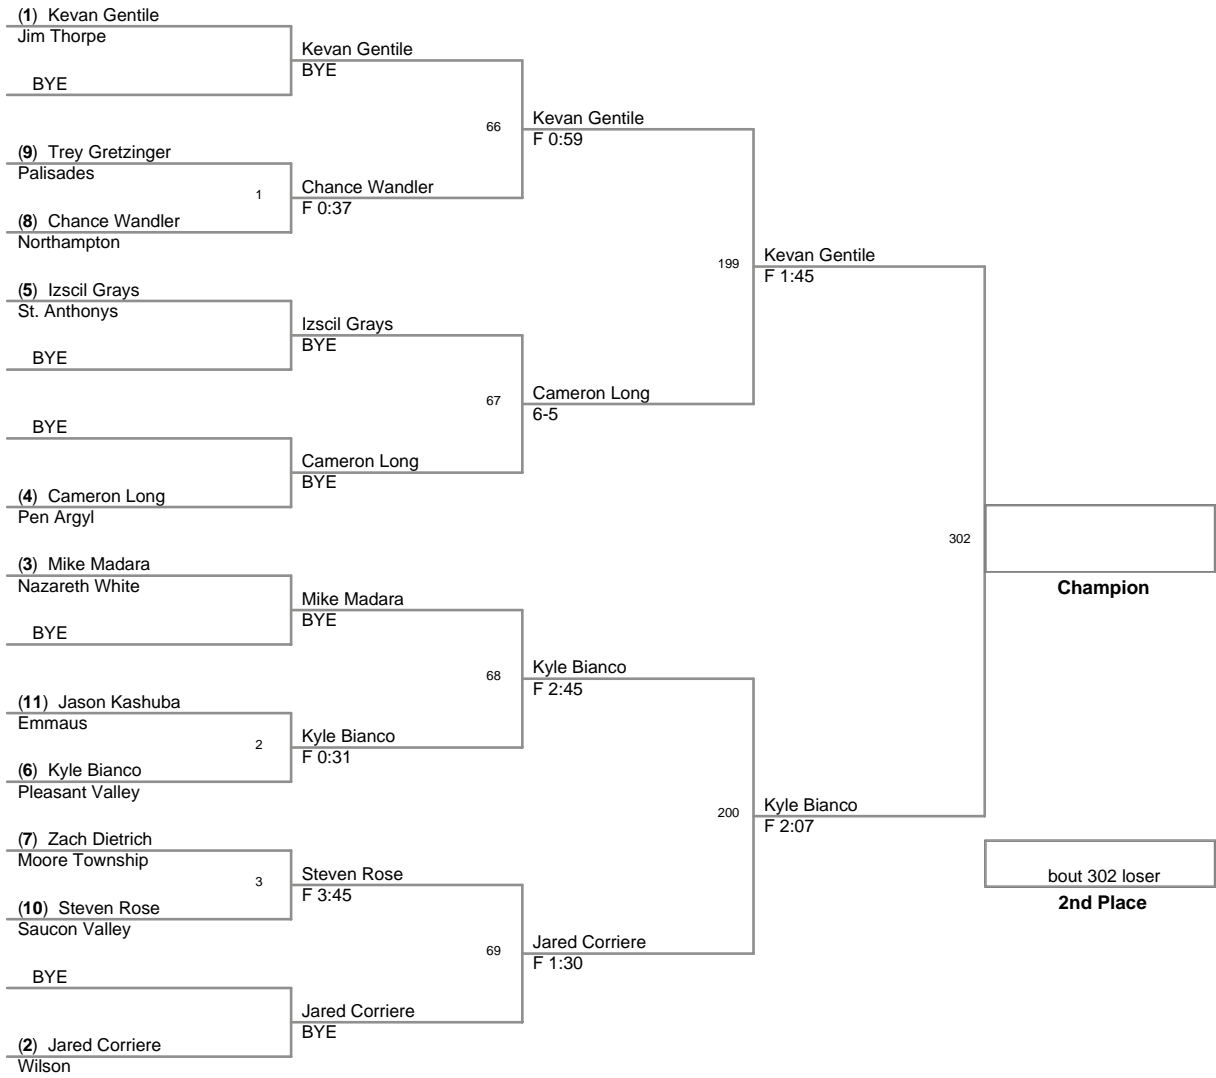 (1) Kevan Gentile
Jim Thorpe
BYE
(9) Trey Gretzinger
Palisades
1
(8) Chance Wandler
Northampton
(5) Izscil Grays
St. Anthonys
BYE
BYE
(4) Cameron Long
Pen Argyl
(3) Mike Madara
Nazareth White
BYE
(11) Jason Kashuba
Emmaus
2
(6) Kyle Bianco
Pleasant Valley
(7) Zach Dietrich
Moore Township
3
(10) Steven Rose
Saucon Valley
BYE
(2) Jared Corriere
Wilson
Kevan Gentile
BYE
66
Chance Wandler
F 0:37
Izscil Grays
BYE
67
Cameron Long
BYE
Mike Madara
BYE
68
Kyle Bianco
F 0:31
Steven Rose
F 3:45
69
Jared Corriere
BYE
Kevan Gentile
F 0:59
199
Cameron Long
6-5
Kyle Bianco
F 2:45
200
Jared Corriere
F 1:30
Kevan Gentile
F 1:45
302
Kyle Bianco
F 2:07
Champion
bout 302 loser
2nd Place